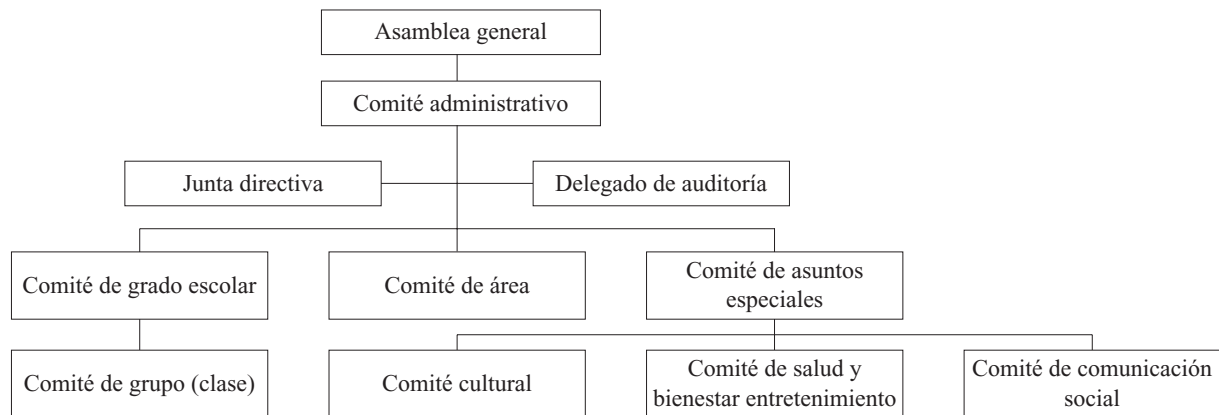 Asamblea general
Comité administrativo
Junta directiva
Delegado de auditoría
Comité de grado escolar
Comité de área
Comité de asuntos
especiales
Comité de grupo (clase)
Comité cultural
Comité de salud y
bienestar entretenimiento
Comité de comunicación
social